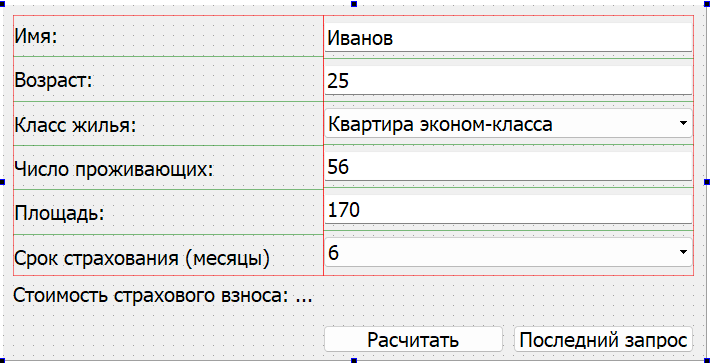 Имя: Иванов
Возраст: 25
Класс жилья: Квартира эконом-класса
Число проживающих: 56
Площадь: 170
Срок страхования (месяцы) 6
Стоимость страхового взноса: ...
Расчитать Последний запрос